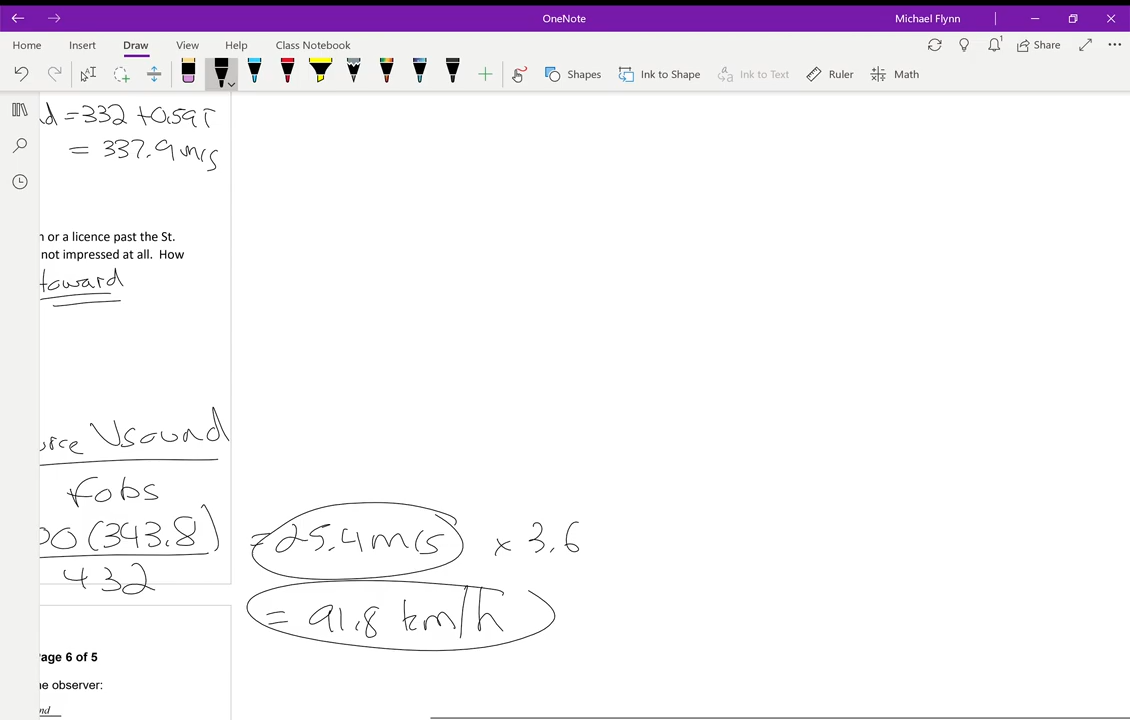 OneNote
Michael Flynn
Home Insert Draw View Help Class Notebook
Share
Shapes Ink to Shape Ink to Text Ruler Math
d = 332 + 0.59T
= 337.9 m/s
or a licence past the St.
not impressed at all. How
toward
urce Vsound
fobs
00 (343.8)
432
= 25.4 m/s × 3.6
= 91.8 km/h
age 6 of 5
ne observer:
nd